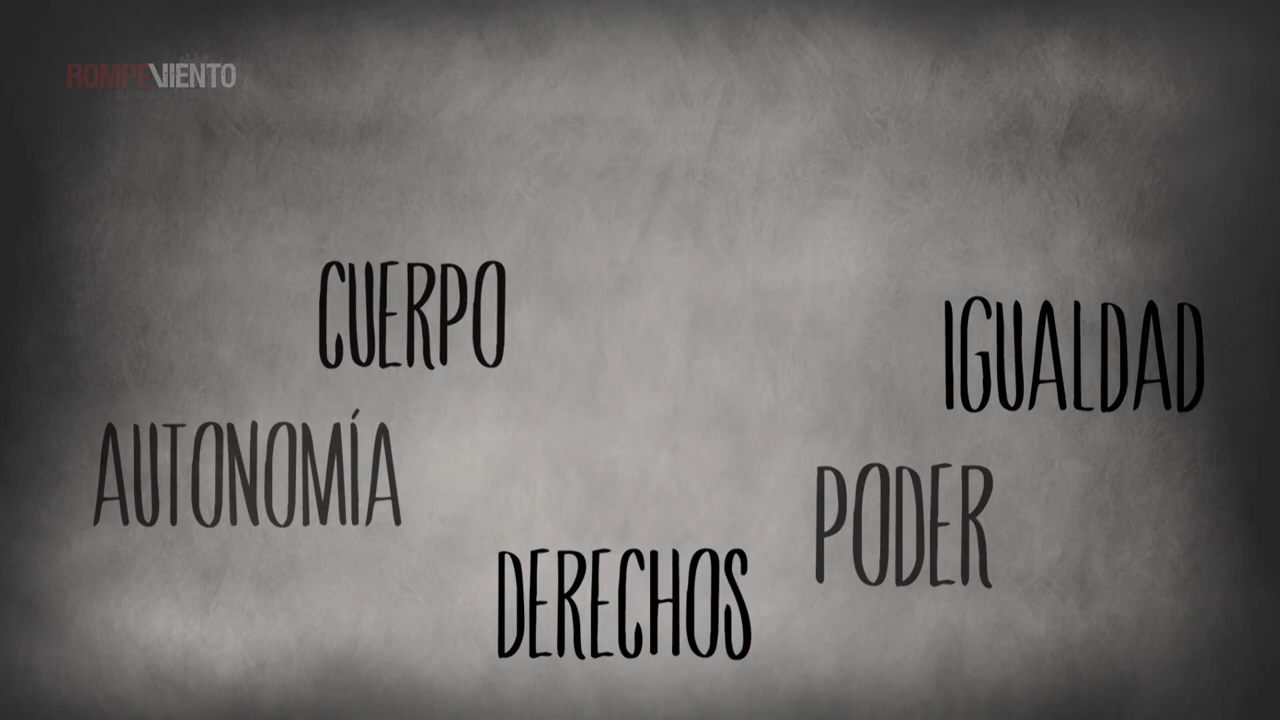 ROMPEVIENTO
CUERPO
IGUALDAD
AUTONOMÍA
PODER
DERECHOS